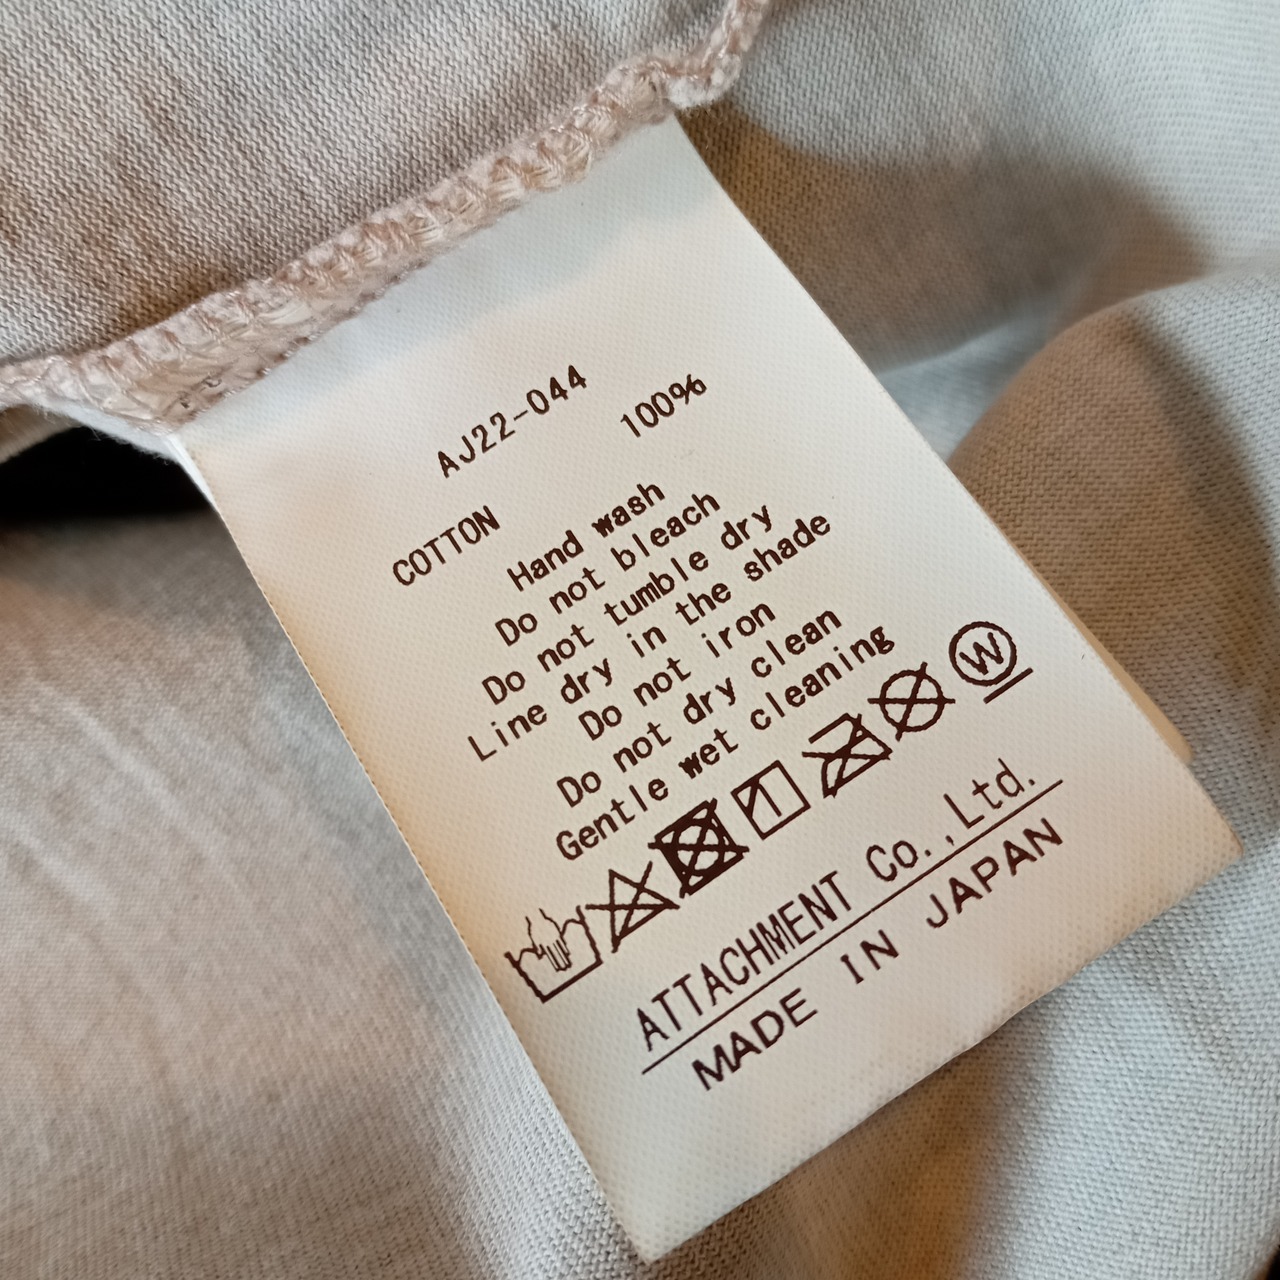 AJ22-044
COTTON 100%
Hand wash
Do not bleach
Do not tumble dry
Line dry in the shade
Do not iron
Do not dry clean
Gentle wet cleaning
W
ATTACHMENT Co.,Ltd.
MADE IN JAPAN